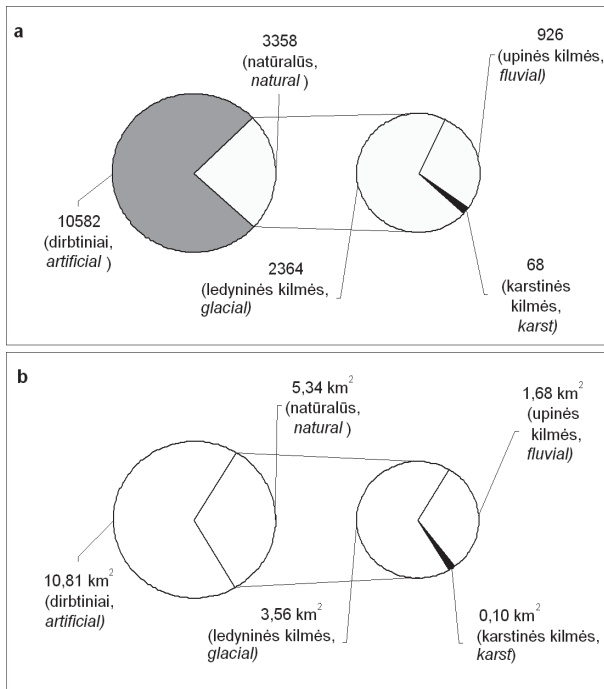 a
3358
(natūralūs,
natural )
926
(upinės kilmės,
fluvial)
10582
(dirbtiniai,
artificial )
2364
(ledyninės kilmės,
glacial)
68
(karstinės
kilmės,
karst)
b
5,34 km²
(natūralūs,
natural )
1,68 km²
(upinės
kilmės,
fluvial)
10,81 km²
(dirbtiniai,
artificial)
3,56 km²
(ledyninės kilmės,
glacial)
0,10 km²
(karstinės kilmės,
karst)